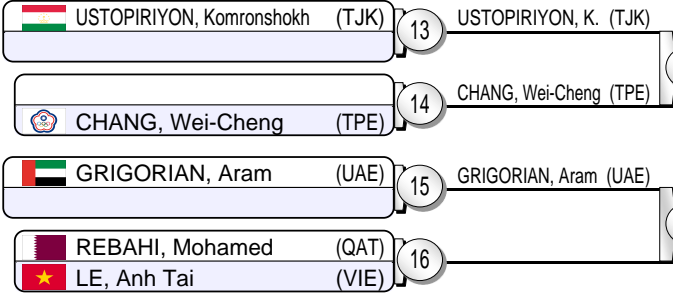 USTOPIRIYON, Komronshokh (TJK)
13
USTOPIRIYON, K. (TJK)
14
CHANG, Wei-Cheng (TPE)
CHANG, Wei-Cheng (TPE)
GRIGORIAN, Aram (UAE)
15
GRIGORIAN, Aram (UAE)
REBAHI, Mohamed (QAT)
16
LE, Anh Tai (VIE)